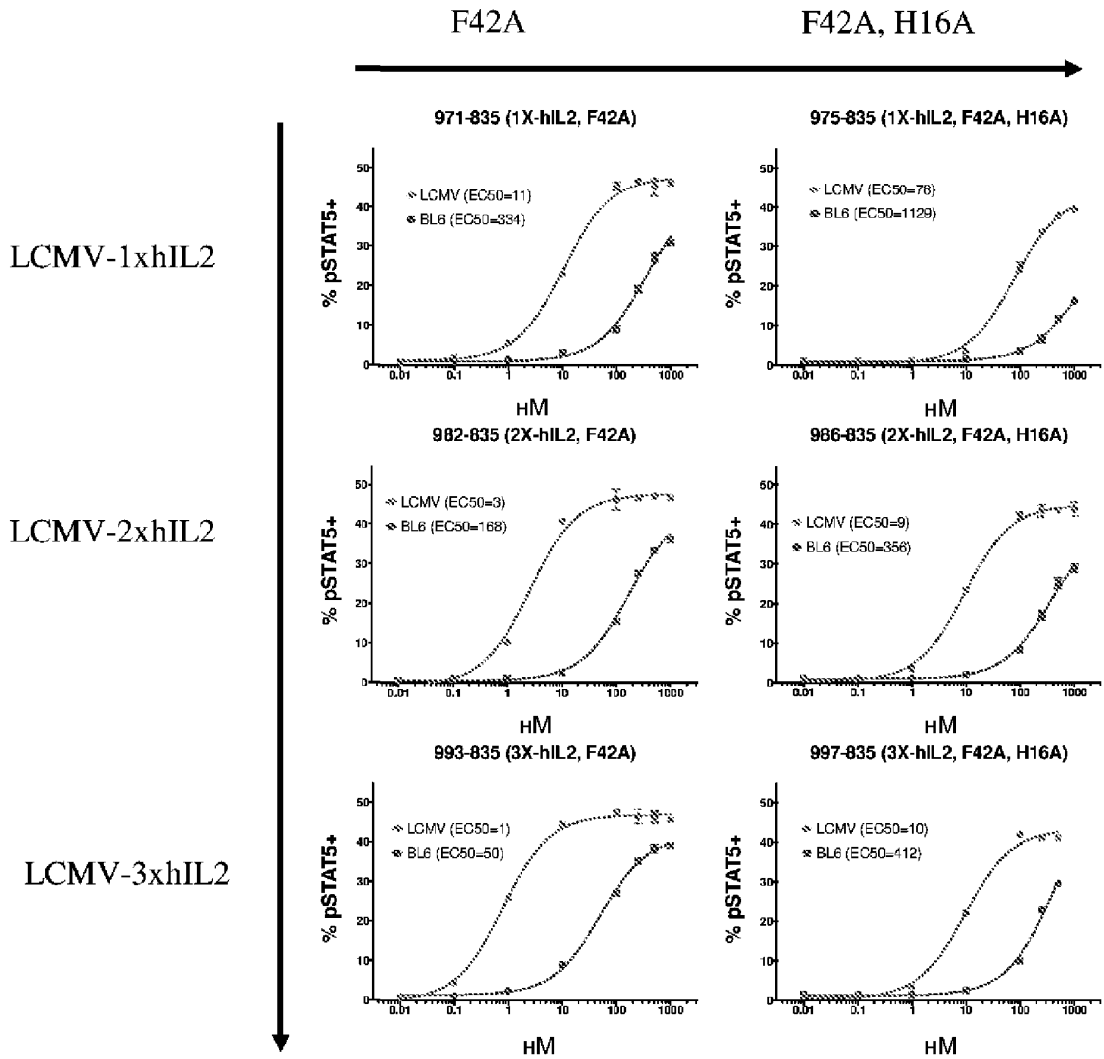 F42A
F42A, H16A
LCMV-1xhIL2
971-835 (1X-hIL2, F42A)
% pSTAT5+
50
40
30
20
10
0
LCMV (EC50=11)
BL6 (EC50=334)
0.01 0.1 1 10 100 1000
нМ
975-835 (1X-hIL2, F42A, H16A)
% pSTAT5+
50
40
30
20
10
0
LCMV (EC50=76)
BL6 (EC50=1129)
0.01 0.1 1 10 100 1000
нМ
LCMV-2xhIL2
982-835 (2X-hIL2, F42A)
% pSTAT5+
50
40
30
20
10
0
LCMV (EC50=3)
BL6 (EC50=168)
0.01 0.1 1 10 100 1000
нМ
986-835 (2X-hIL2, F42A, H16A)
% pSTAT5+
50
40
30
20
10
0
LCMV (EC50=9)
BL6 (EC50=356)
0.01 0.1 1 10 100 1000
нМ
LCMV-3xhIL2
993-835 (3X-hIL2, F42A)
% pSTAT5+
50
40
30
20
10
0
LCMV (EC50=1)
BL6 (EC50=50)
0.01 0.1 1 10 100 1000
нМ
997-835 (3X-hIL2, F42A, H16A)
% pSTAT5+
50
40
30
20
10
0
LCMV (EC50=10)
BL6 (EC50=412)
0.01 0.1 1 10 100 1000
нМ